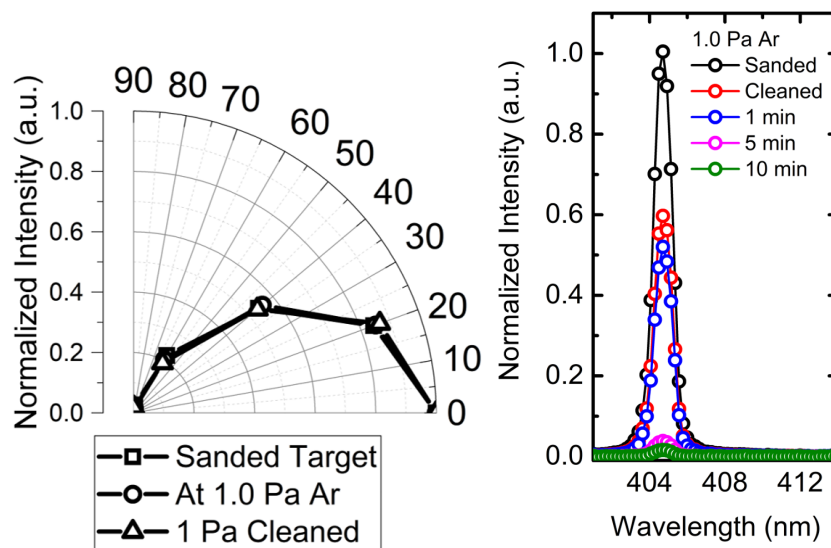 Normalized Intensity (a.u.)
1.0
0.8
0.6
0.4
0.2
0.0
90
80
70
60
50
40
30
20
10
0
Sanded Target
At 1.0 Pa Ar
1 Pa Cleaned
Normalized Intensity (a.u.)
1.0
0.8
0.6
0.4
0.2
0.0
1.0 Pa Ar
Sanded
Cleaned
1 min
5 min
10 min
404 408 412
Wavelength (nm)